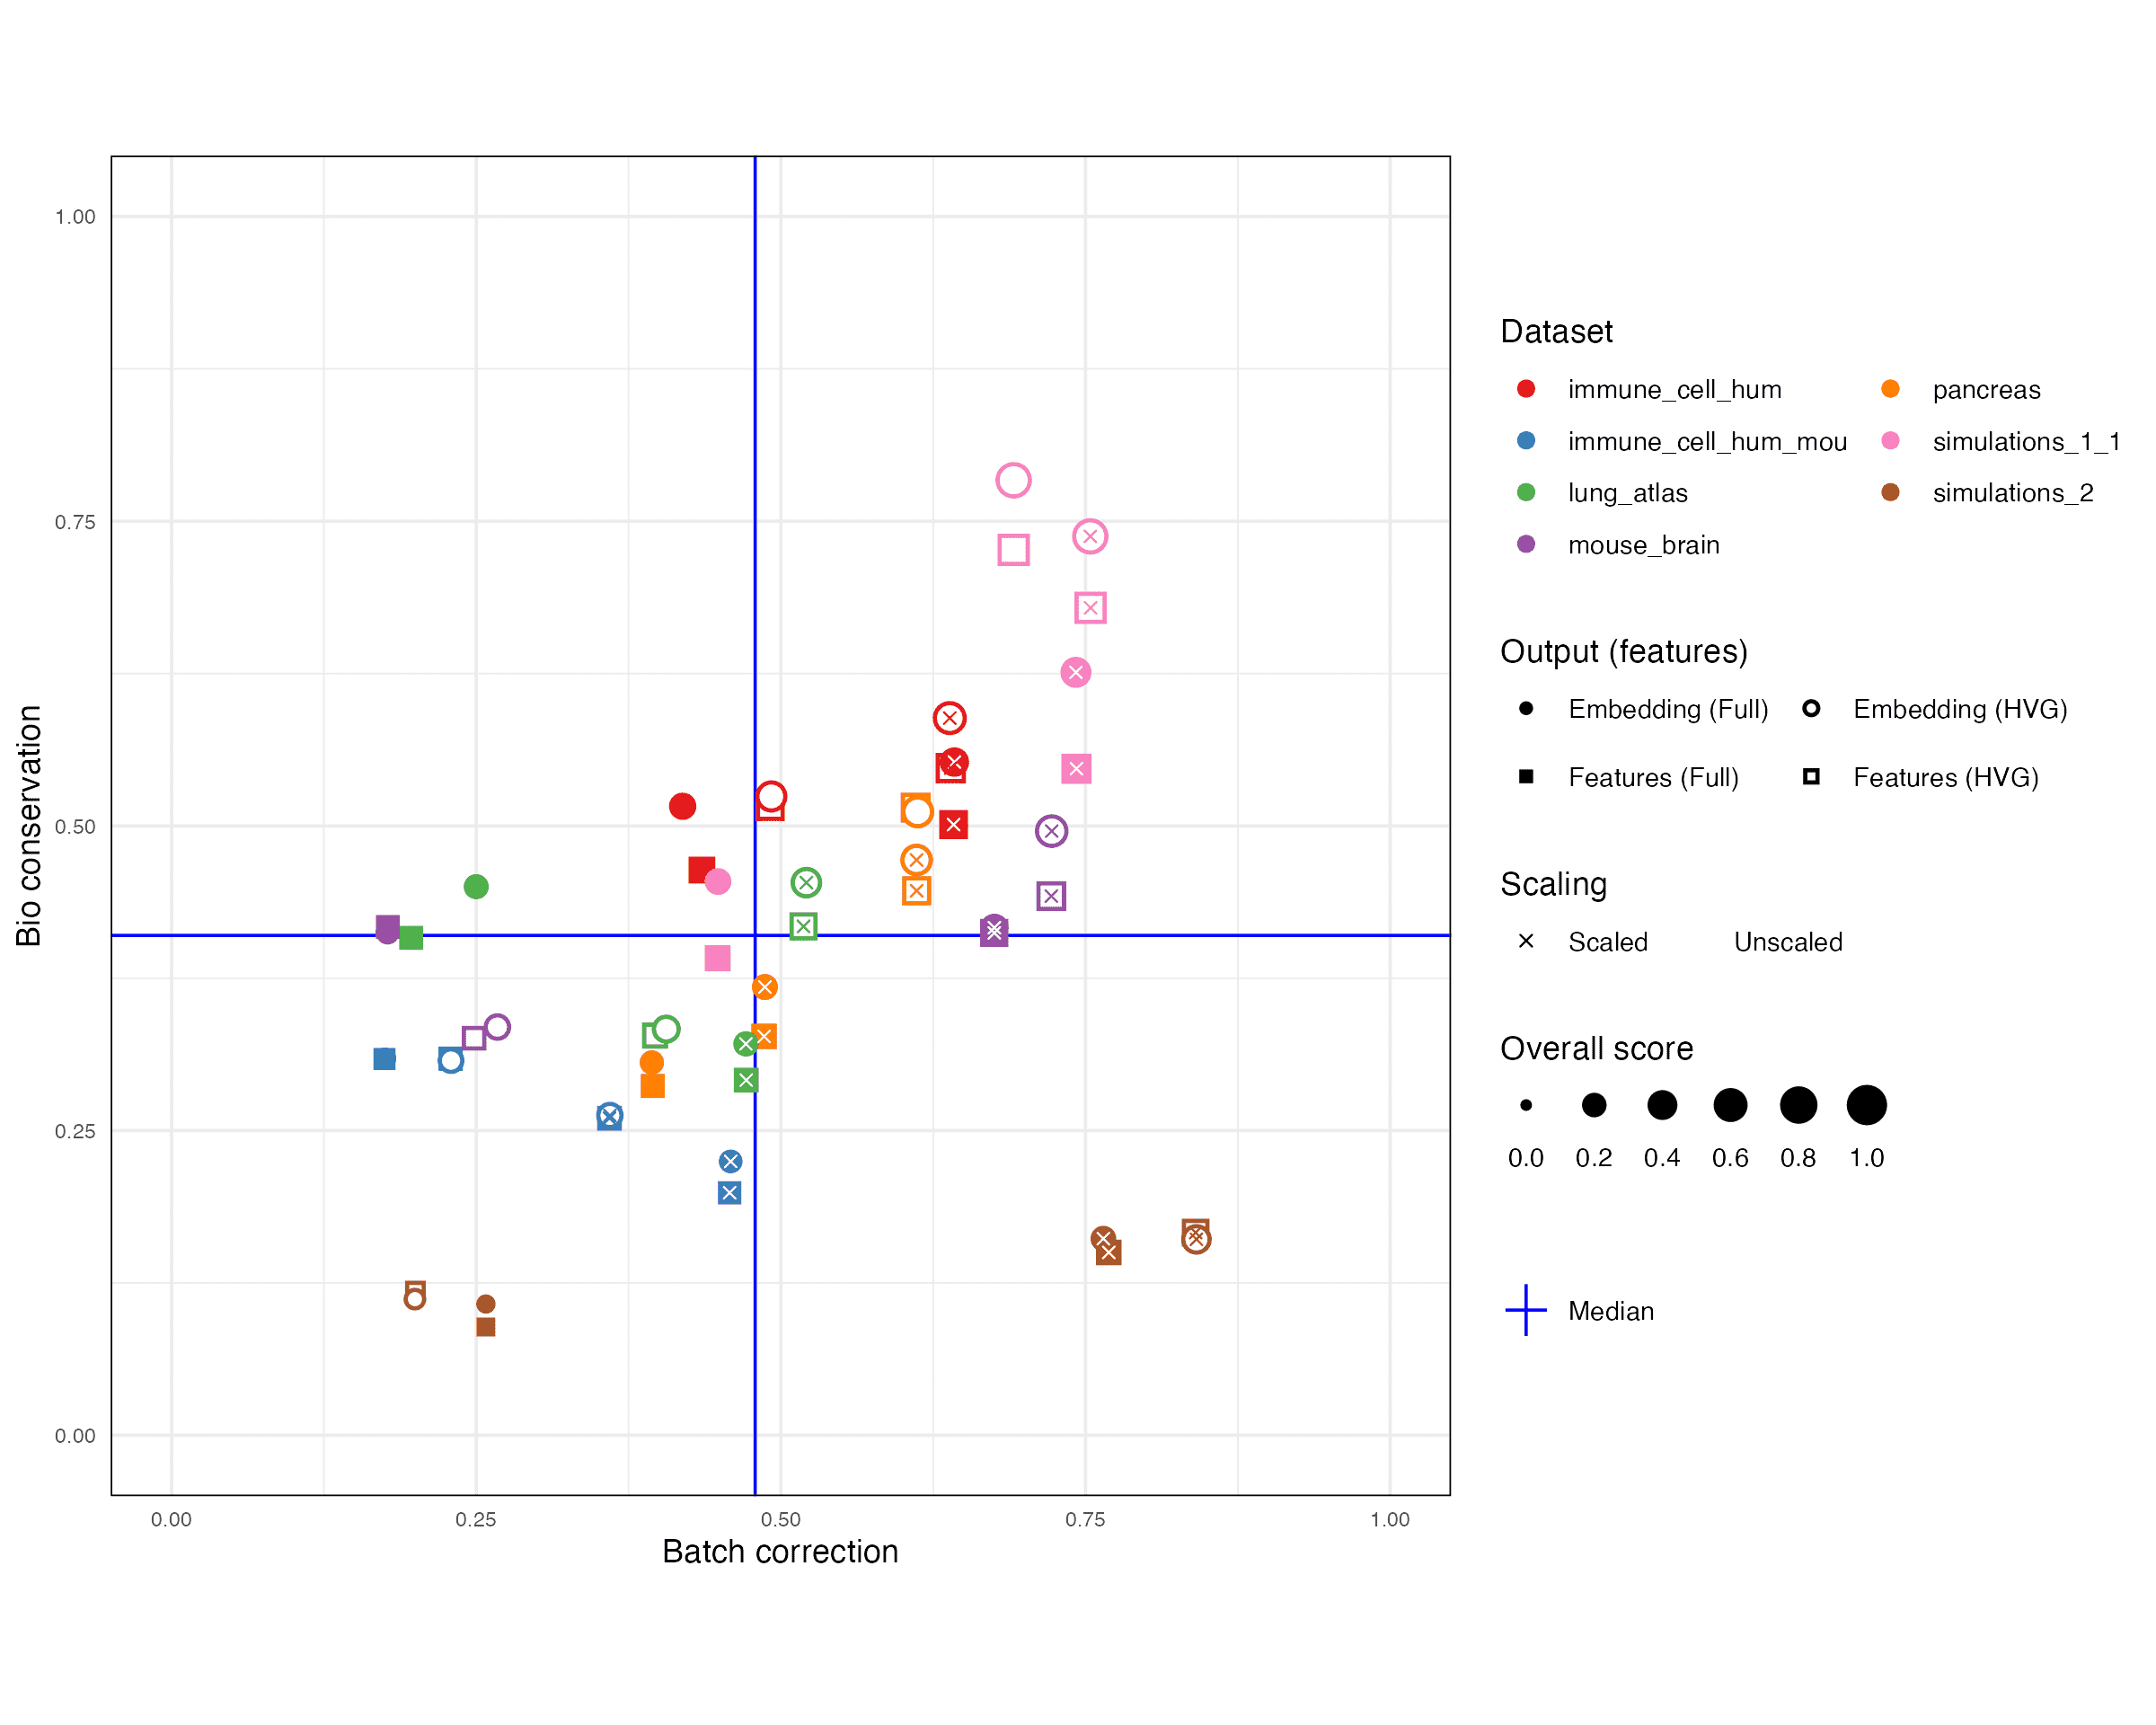 1.00
0.75
0.50
0.25
0.00
Bio conservation
0.00 0.25 0.50 0.75 1.00
Batch correction
Dataset
immune_cell_hum pancreas
immune_cell_hum_mou simulations_1_1
lung_atlas simulations_2
mouse_brain
Output (features)
Embedding (Full) Embedding (HVG)
Features (Full) Features (HVG)
Scaling
Scaled Unscaled
Overall score
0.0 0.2 0.4 0.6 0.8 1.0
Median